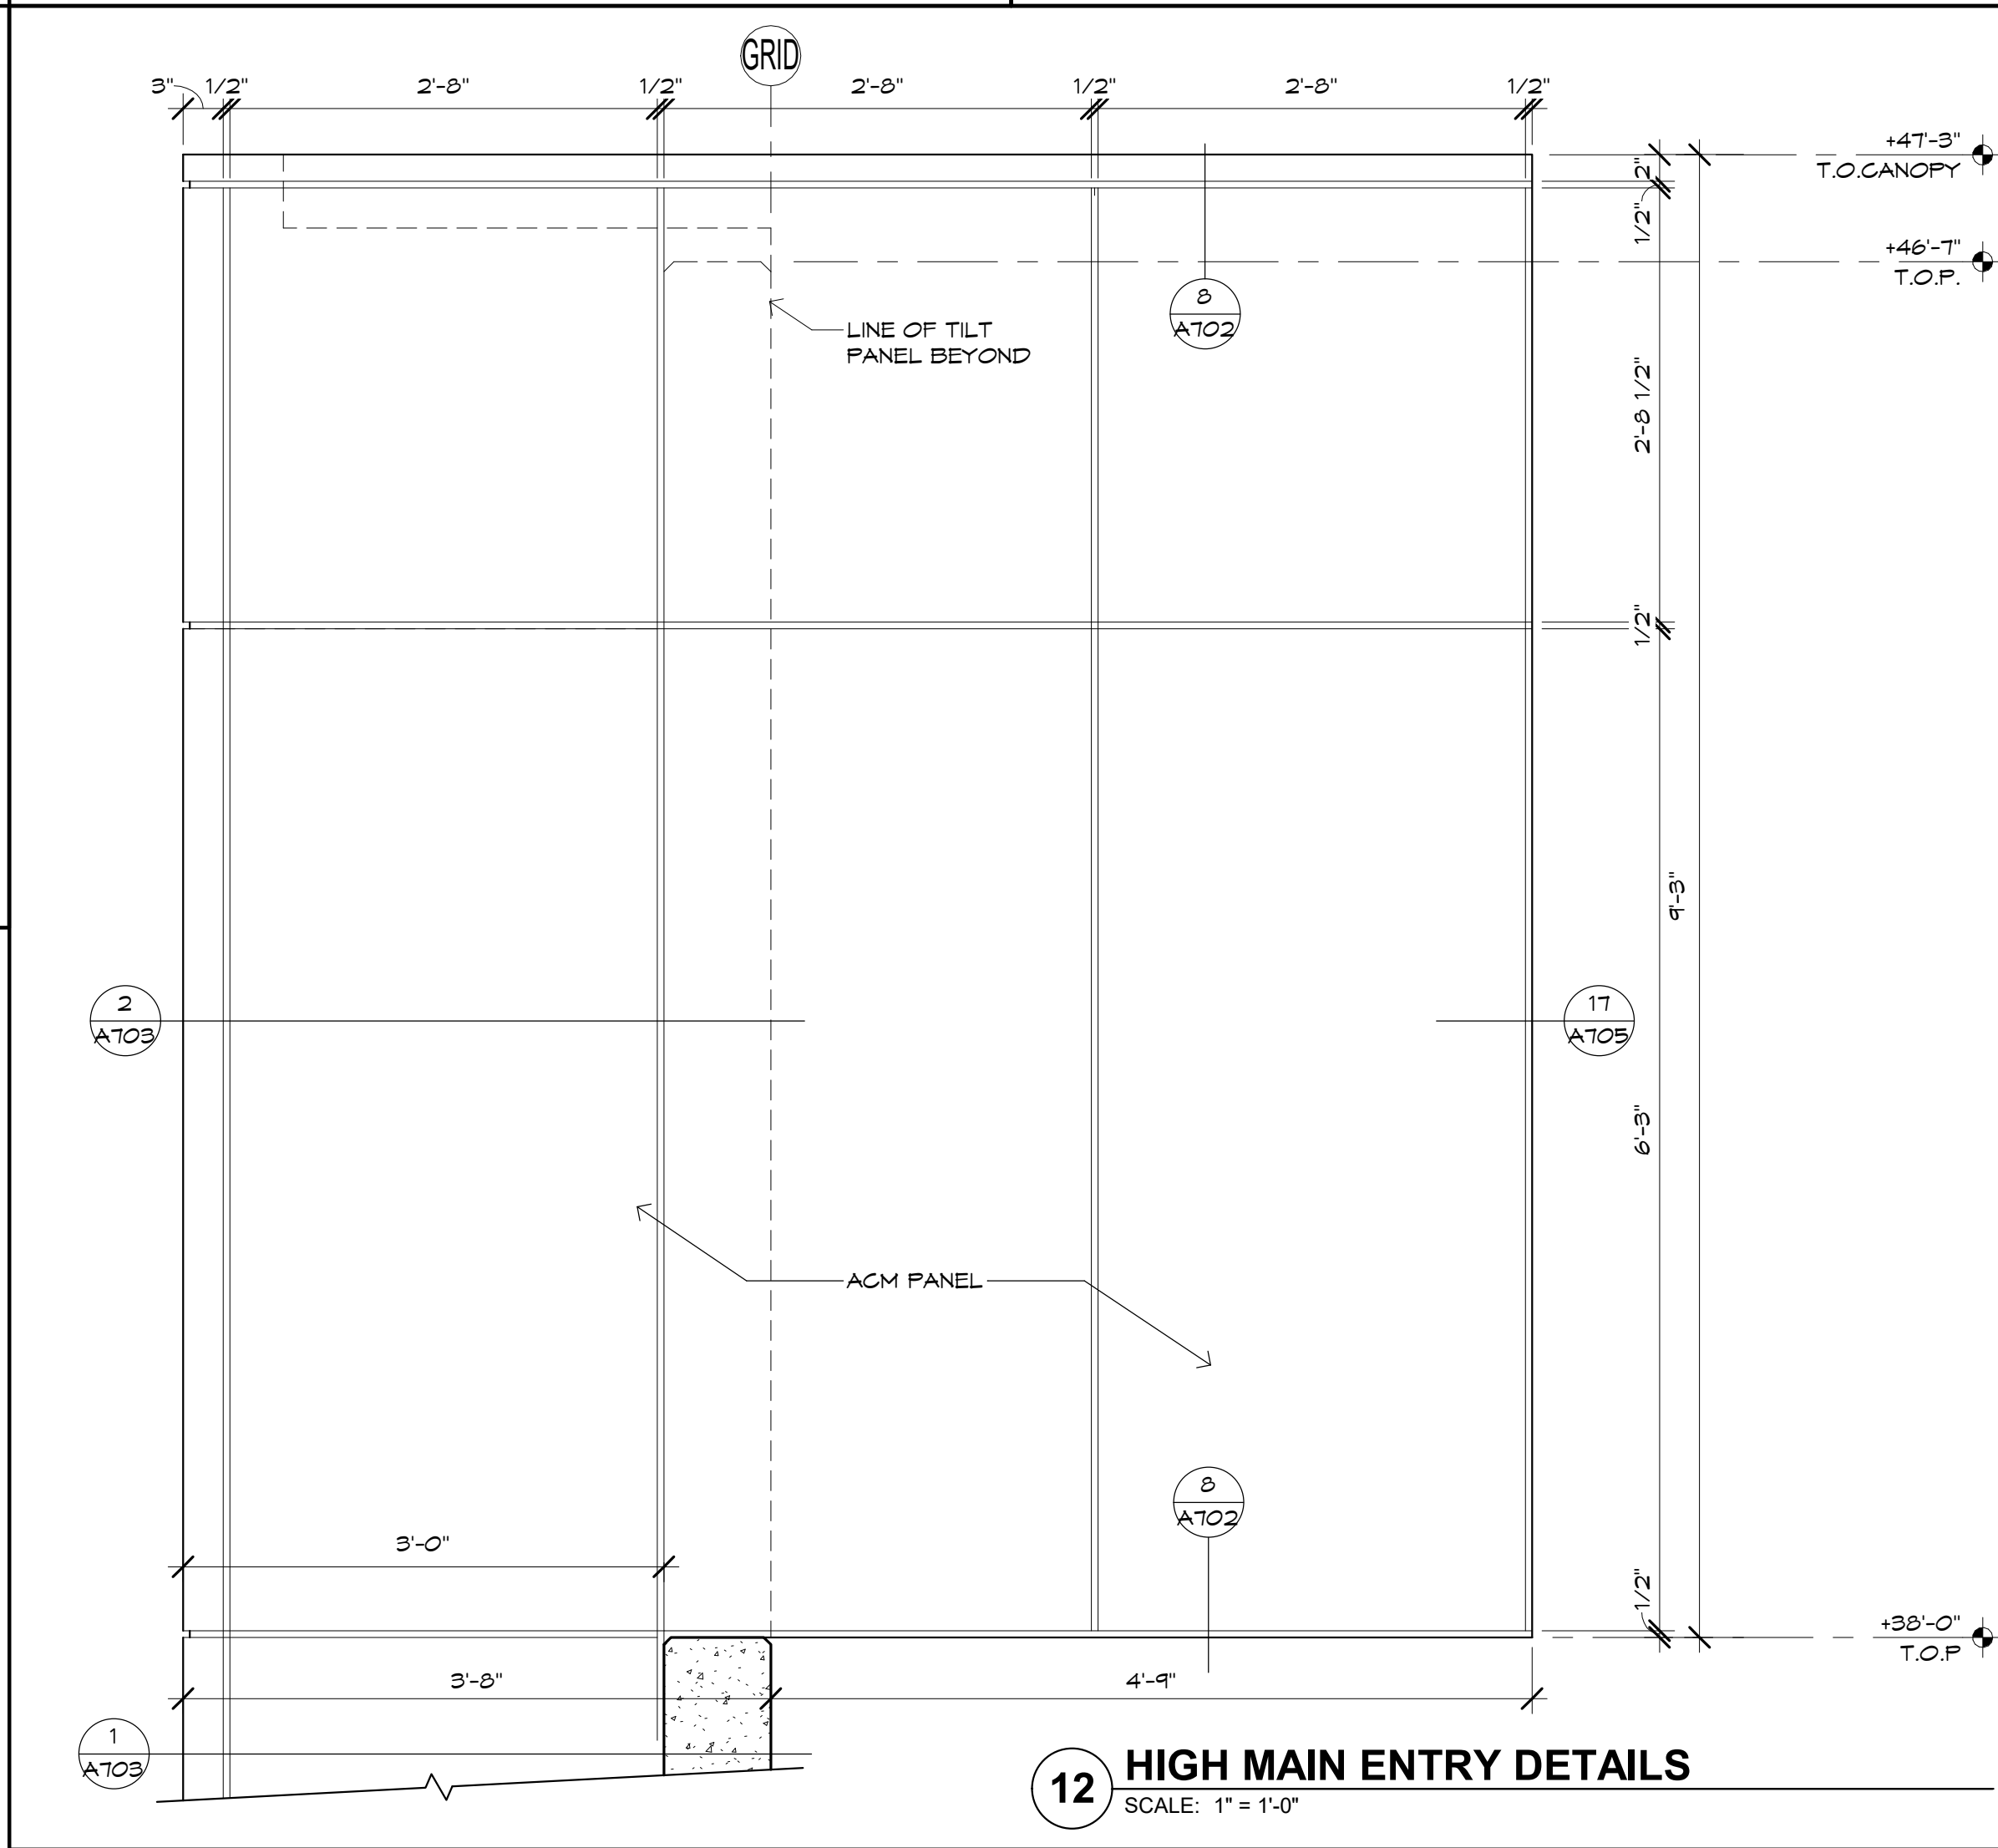 GRID
3" 1/2" 2'-8" 1/2" 2'-8" 1/2" 2'-8" 1/2"
+47'-3"
T.O.CANOPY
2"
1/2"
+46'-7"
T.O.P.
8
A702
LINE OF TILT
PANEL BEYOND
2'-8 1/2"
1/2"
9'-3"
2
A703
17
A705
6'-3"
ACM PANEL
8
A702
3'-0"
1/2"
+38'-0"
T.O.P
3'-8" 4'-9"
1
A703
12 HIGH MAIN ENTRY DETAILS
SCALE: 1" = 1'-0"